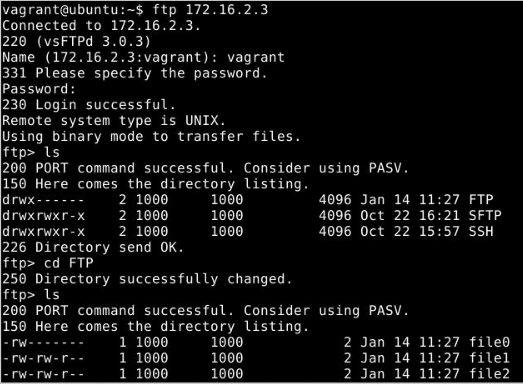 vagrant@ubuntu:~$ ftp 172.16.2.3
Connected to 172.16.2.3.
220 (vsFTPd 3.0.3)
Name (172.16.2.3:vagrant): vagrant
331 Please specify the password.
Password:
230 Login successful.
Remote system type is UNIX.
Using binary mode to transfer files.
ftp> ls
200 PORT command successful. Consider using PASV.
150 Here comes the directory listing.
drwx------    2 1000     1000         4096 Jan 14 11:27 FTP
drwxrwxr-x    2 1000     1000         4096 Oct 22 16:21 SFTP
drwxrwxr-x    2 1000     1000         4096 Oct 22 15:57 SSH
226 Directory send OK.
ftp> cd FTP
250 Directory successfully changed.
ftp> ls
200 PORT command successful. Consider using PASV.
150 Here comes the directory listing.
-rw-------    1 1000     1000            2 Jan 14 11:27 file0
-rw-rw-r--    1 1000     1000            2 Jan 14 11:27 file1
-rw-rw-r--    1 1000     1000            2 Jan 14 11:27 file2